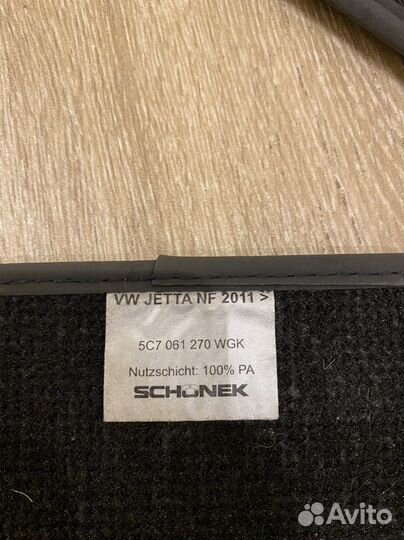 VW JETTA NF 2011 >
5C7 061 270 WGK
Nutzschicht: 100% PA
SCHÖNEK
Avito